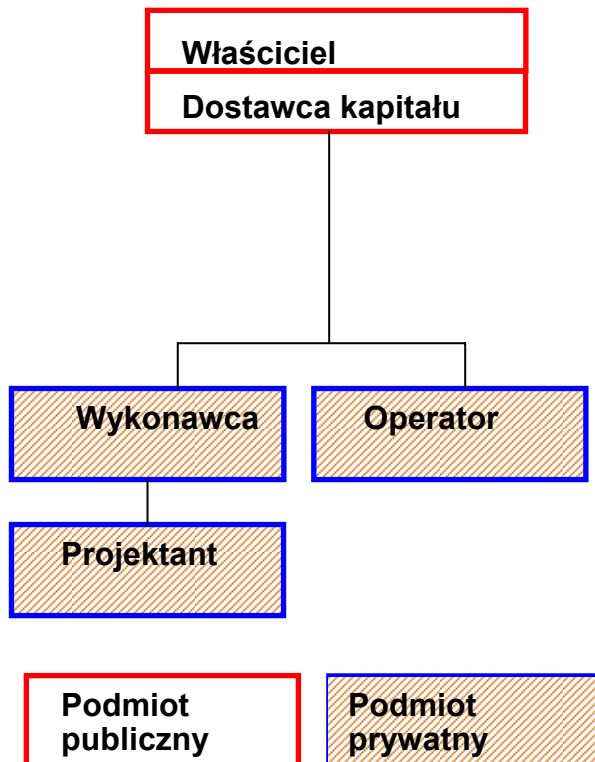 Właściciel
Dostawca kapitału
Wykonawca
Operator
Projektant
Podmiot
publiczny
Podmiot
prywatny